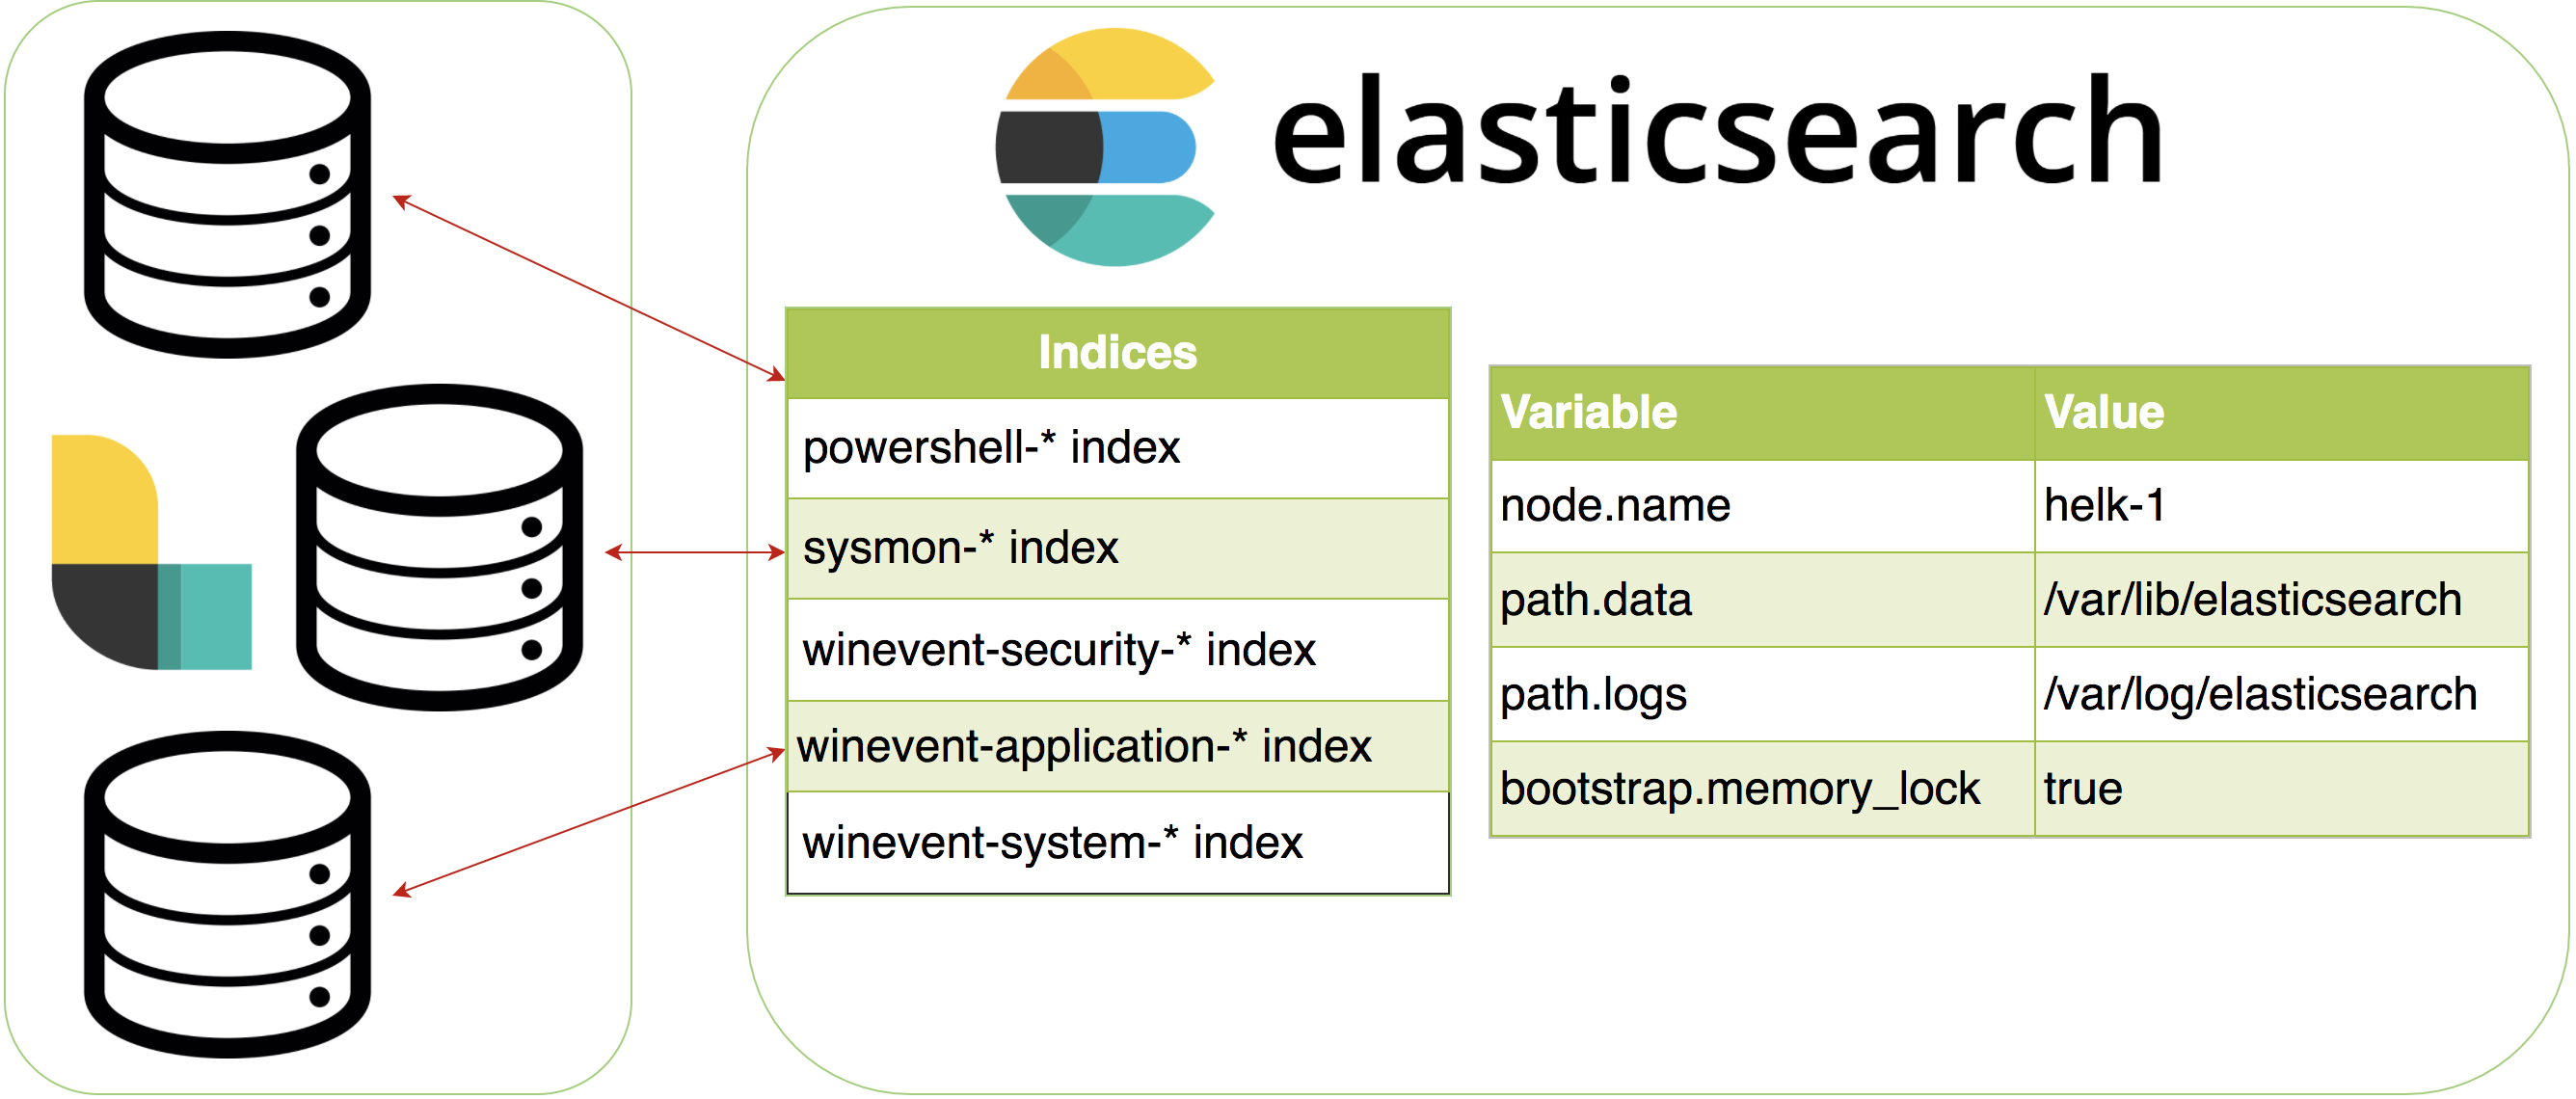 elasticsearch
Indices
powershell-* index
sysmon-* index
winevent-security-* index
winevent-application-* index
winevent-system-* index
Variable Value
node.name helk-1
path.data /var/lib/elasticsearch
path.logs /var/log/elasticsearch
bootstrap.memory_lock true